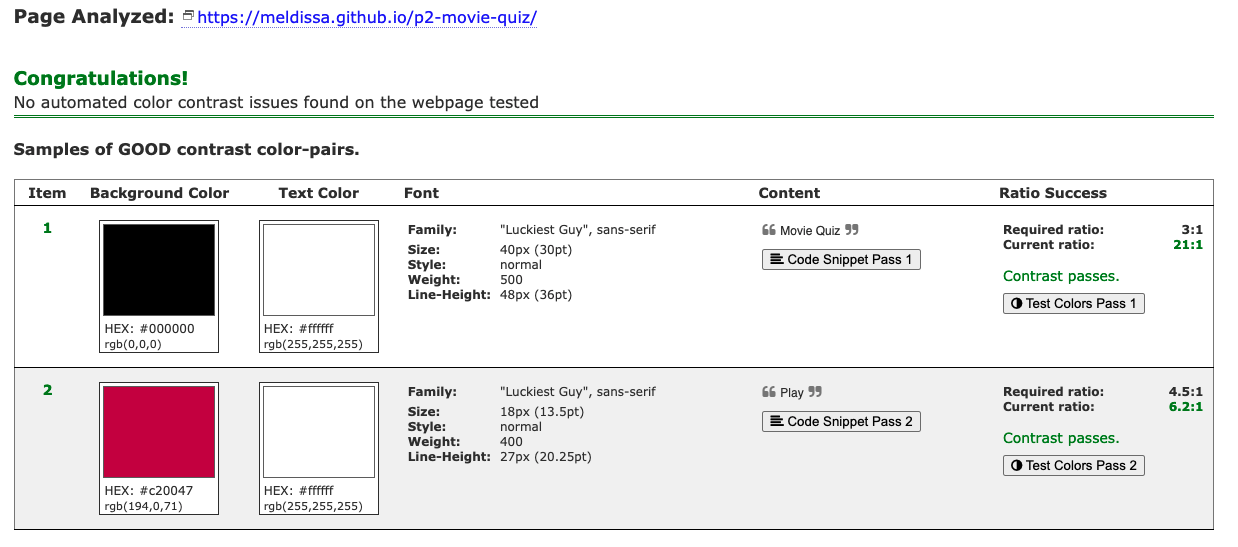 Page Analyzed: https://meldissa.github.io/p2-movie-quiz/
Congratulations!
No automated color contrast issues found on the webpage tested
Samples of GOOD contrast color-pairs.
Item Background Color Text Color Font Content Ratio Success
1
HEX: #000000
rgb(0,0,0)
HEX: #ffffff
rgb(255,255,255)
Family: "Luckiest Guy", sans-serif
Size: 40px (30pt)
Style: normal
Weight: 500
Line-Height: 48px (36pt)
❝ Movie Quiz ❞
Code Snippet Pass 1
Required ratio: 3:1
Current ratio: 21:1
Contrast passes.
Test Colors Pass 1
2
HEX: #c20047
rgb(194,0,71)
HEX: #ffffff
rgb(255,255,255)
Family: "Luckiest Guy", sans-serif
Size: 18px (13.5pt)
Style: normal
Weight: 400
Line-Height: 27px (20.25pt)
❝ Play ❞
Code Snippet Pass 2
Required ratio: 4.5:1
Current ratio: 6.2:1
Contrast passes.
Test Colors Pass 2